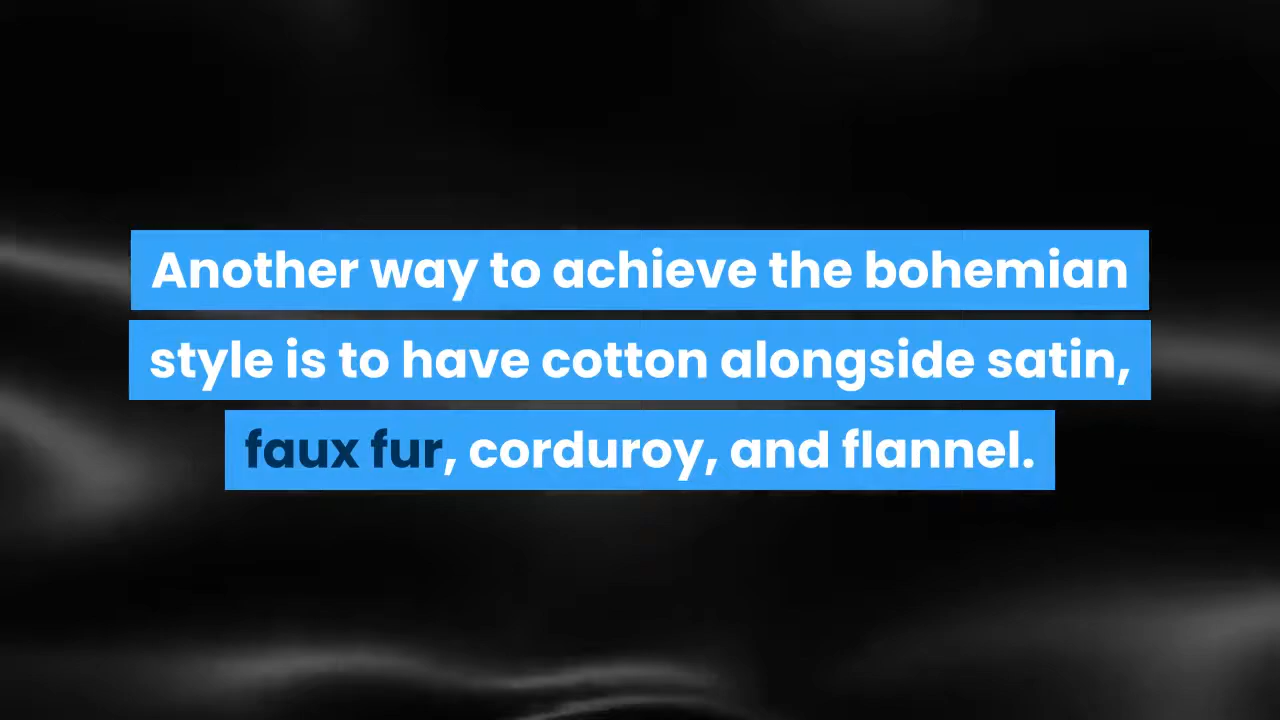 Another way to achieve the bohemian
style is to have cotton alongside satin,
faux fur, corduroy, and flannel.